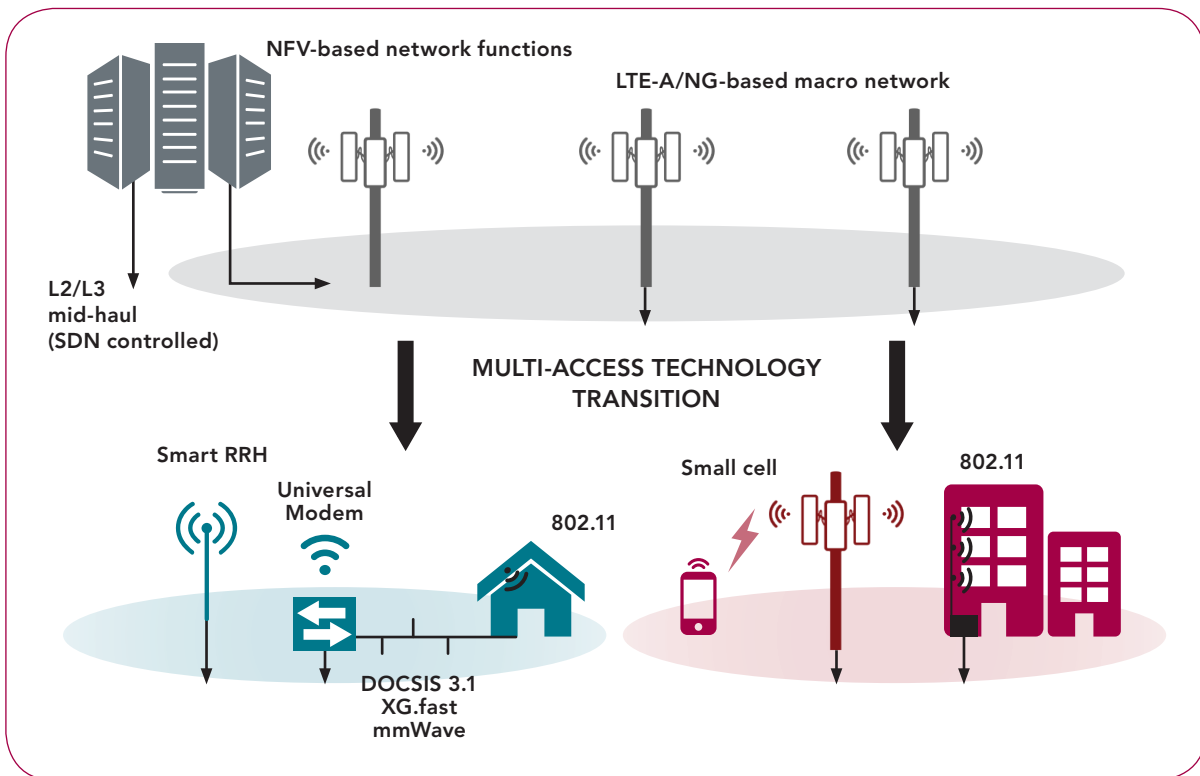 NFV-based network functions
LTE-A/NG-based macro network
L2/L3
mid-haul
(SDN controlled)
MULTI-ACCESS TECHNOLOGY
TRANSITION
Smart RRH
Universal
Modem
802.11
DOCSIS 3.1
XG.fast
mmWave
Small cell
802.11